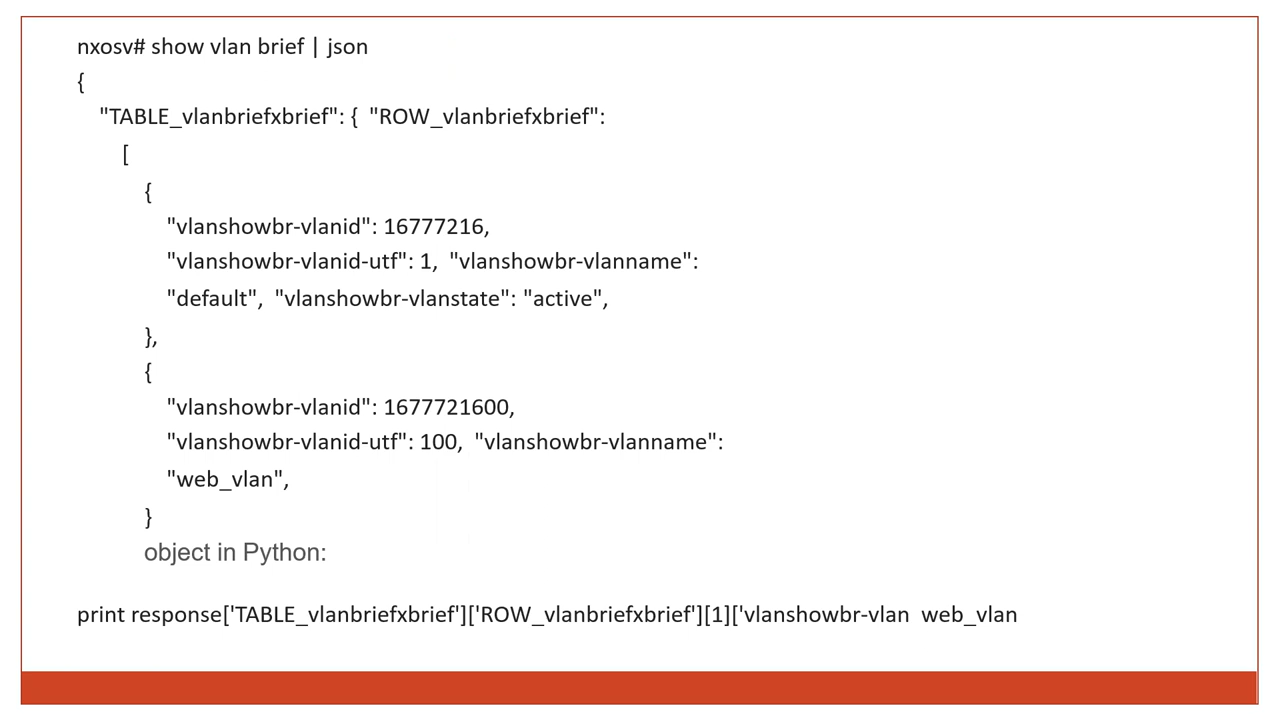 nxosv# show vlan brief | json
{
"TABLE_vlanbriefxbrief": {  "ROW_vlanbriefxbrief":
[
{
"vlanshowbr-vlanid": 16777216,
"vlanshowbr-vlanid-utf": 1,  "vlanshowbr-vlanname":
"default",  "vlanshowbr-vlanstate": "active",
},
{
"vlanshowbr-vlanid": 1677721600,
"vlanshowbr-vlanid-utf": 100,  "vlanshowbr-vlanname":
"web_vlan",
}
object in Python:
print response['TABLE_vlanbriefxbrief']['ROW_vlanbriefxbrief'][1]['vlanshowbr-vlan  web_vlan